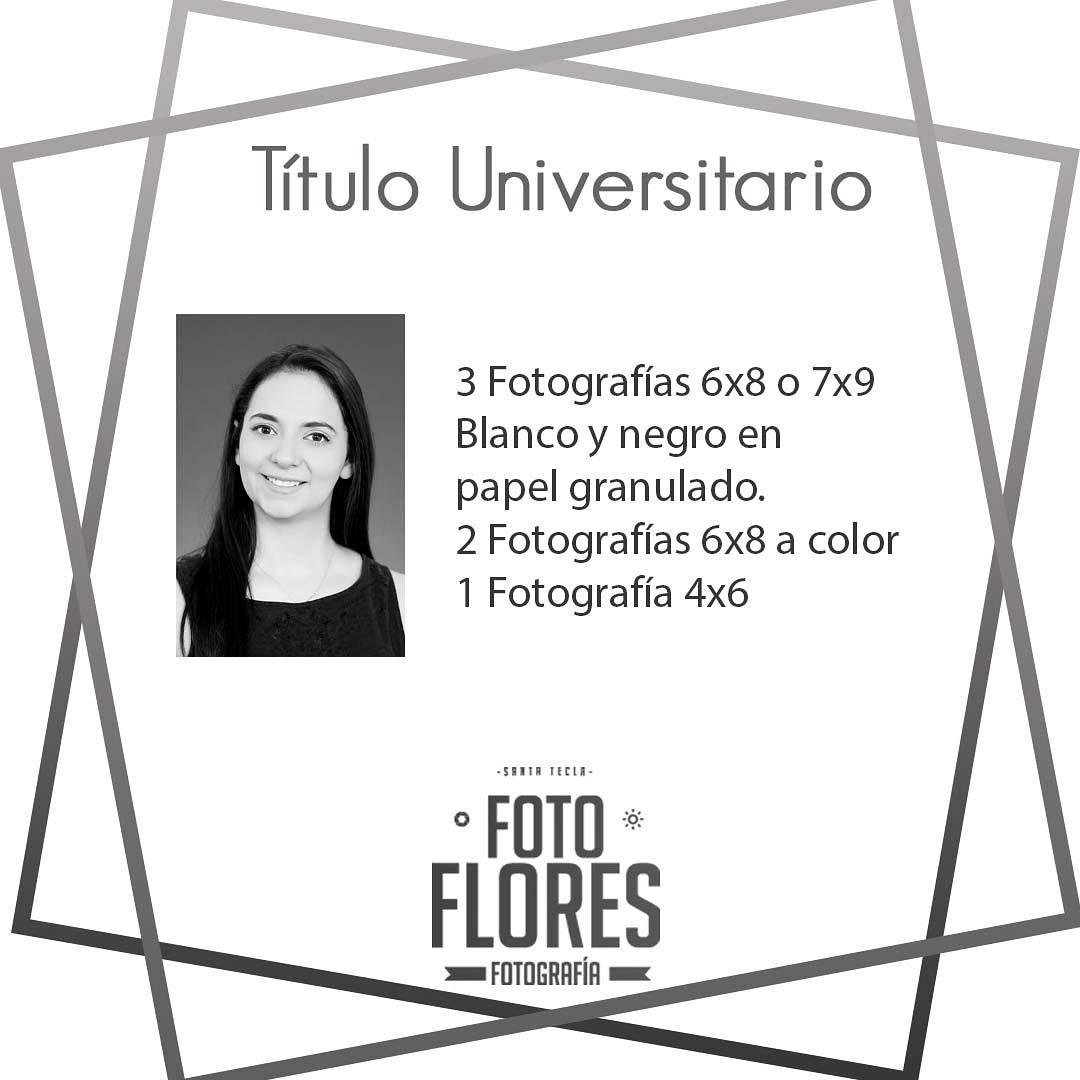 Título Universitario
3 Fotografías 6x8 o 7x9
Blanco y negro en
papel granulado.
2 Fotografías 6x8 a color
1 Fotografía 4x6
-SANTA TECLA-
FOTO
FLORES
FOTOGRAFÍA